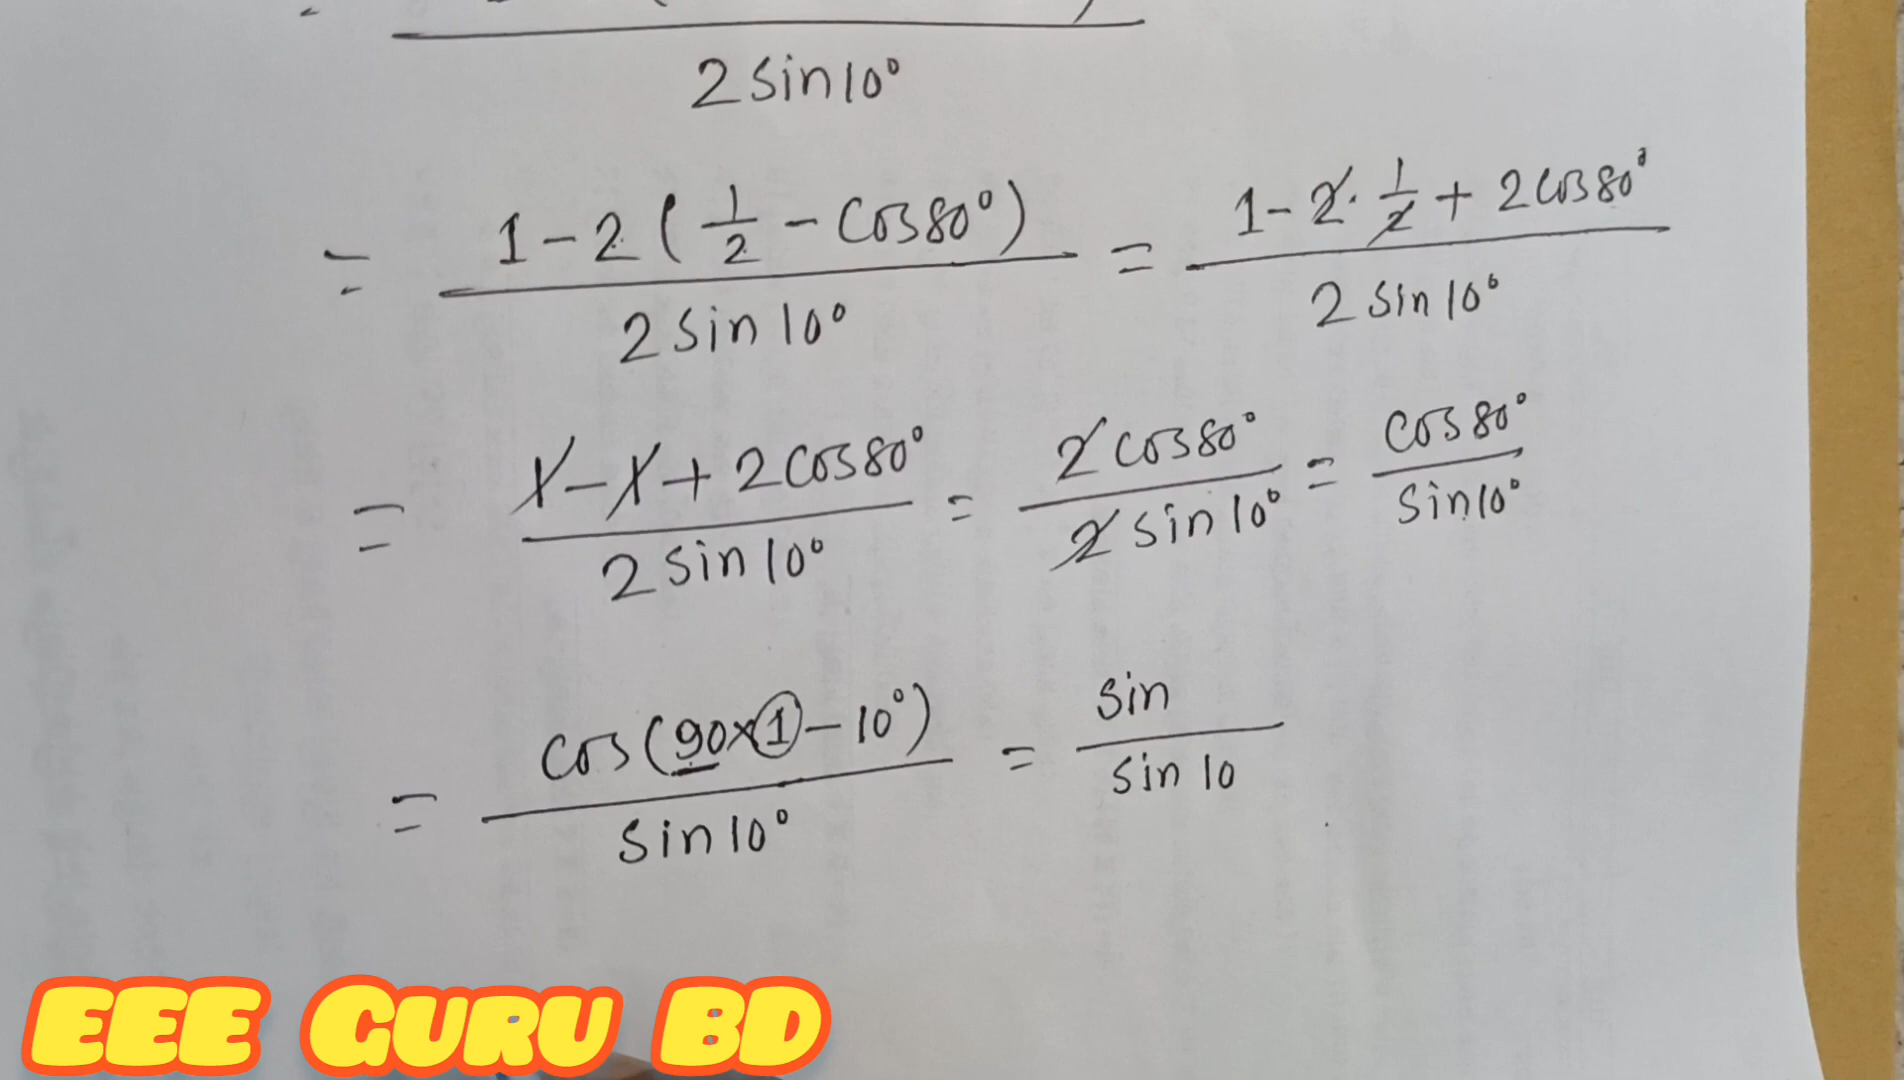 2 sin 10°
= 1 - 2 ( 1/2 - cos 80° ) / 2 sin 10° = 1 - 2 · 1/2 + 2 cos 80° / 2 sin 10°
= 1 - 1 + 2 cos 80° / 2 sin 10° = 2 cos 80° / 2 sin 10° = cos 80° / sin 10°
= cos ( 90 × 1 - 10° ) / sin 10° = sin / sin 10
EEE GURU BD